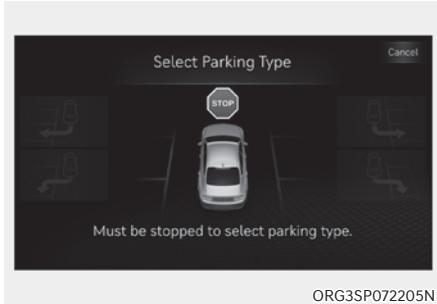 Cancel
Select Parking Type
STOP
Must be stopped to select parking type.
ORG3SP072205N